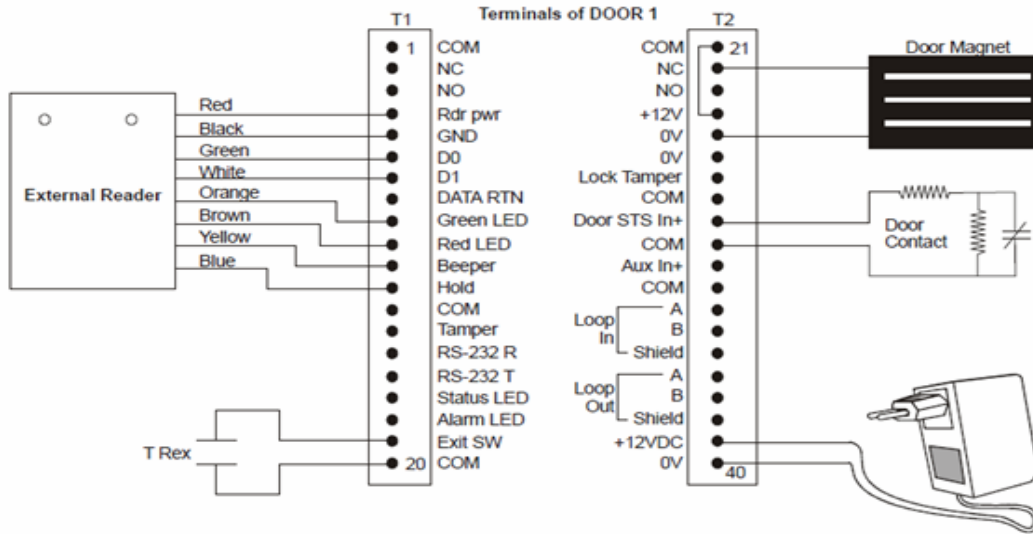 Terminals of DOOR 1
T1
1 COM
NC
NO
Rdr pwr
GND
D0
D1
DATA RTN
Green LED
Red LED
Beeper
Hold
COM
Tamper
RS-232 R
RS-232 T
Status LED
Alarm LED
Exit SW
20 COM
External Reader
Red
Black
Green
White
Orange
Brown
Yellow
Blue
T Rex
T2
COM 21
NC
NO
+12V
0V
0V
Lock Tamper
COM
Door STS In+
COM
Aux In+
COM
Loop In
A
B
Shield
Loop Out
A
B
Shield
+12VDC
0V
40
Door Magnet
Door
Contact